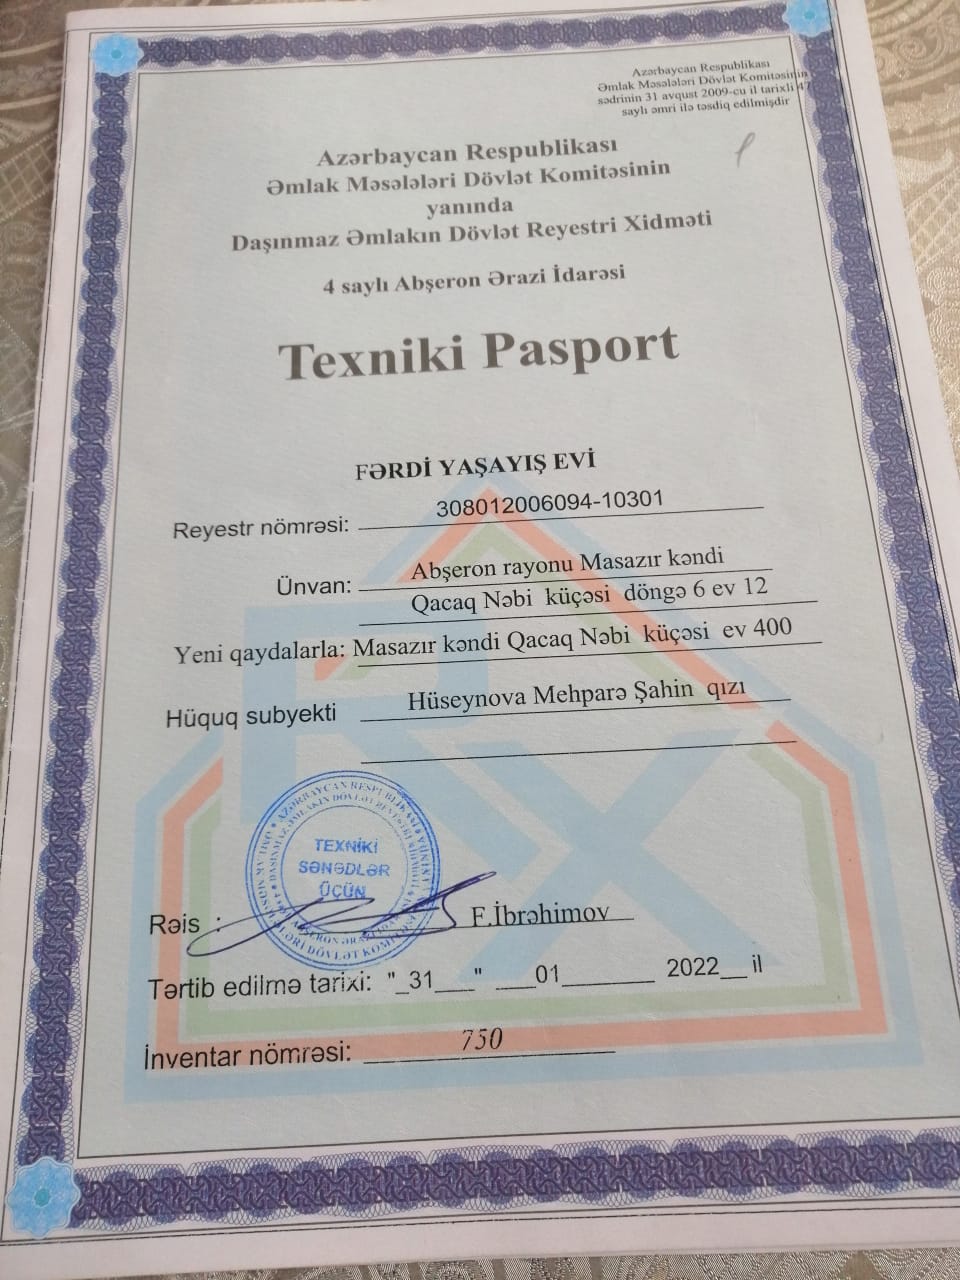 Azərbaycan Respublikası
Əmlak Məsələləri Dövlət Komitəsinin
sədrinin 31 avqust 2009-cu il tarixli 47
saylı əmri ilə təsdiq edilmişdir
Azərbaycan Respublikası
Əmlak Məsələləri Dövlət Komitəsinin
yanında
Daşınmaz Əmlakın Dövlət Reyestri Xidməti
4 saylı Abşeron Ərazi İdarəsi
Texniki Pasport
FƏRDİ YAŞAYIŞ EVİ
Reyestr nömrəsi: 308012006094-10301
Ünvan: Abşeron rayonu Masazır kəndi
Qacaq Nəbi küçəsi döngə 6 ev 12
Yeni qaydalarla: Masazır kəndi Qacaq Nəbi küçəsi ev 400
Hüquq subyekti Hüseynova Mehparə Şahin qızı
TEXNİKİ
SƏNƏDLƏR
ÜÇÜN
Rəis : F.İbrəhimov
Tərtib edilmə tarixi: "_31___" ___01_______ 2022__ il
İnventar nömrəsi: 750